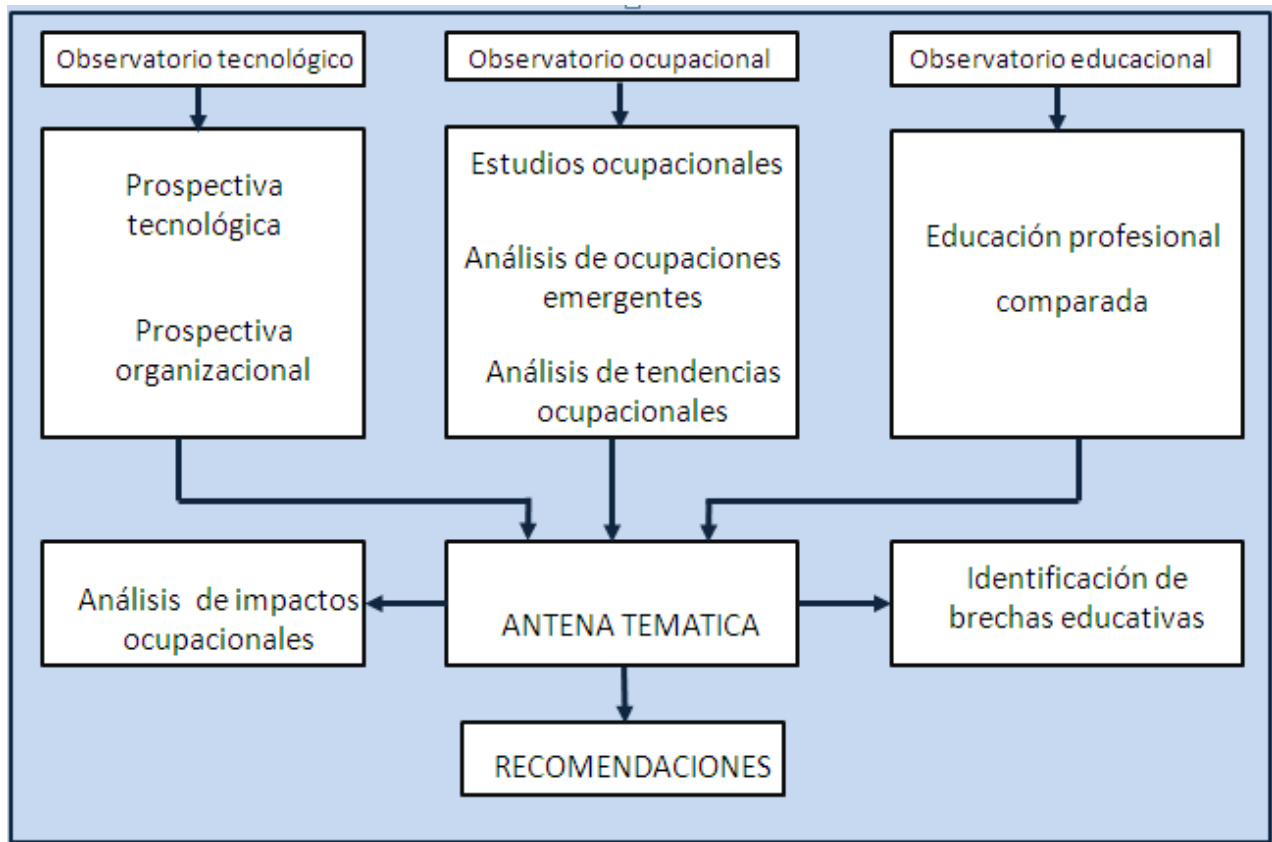 Observatorio tecnológico
Observatorio ocupacional
Observatorio educacional
Prospectiva
tecnológica
Prospectiva
organizacional
Estudios ocupacionales
Análisis de ocupaciones
emergentes
Análisis de tendencias
ocupacionales
Educación profesional
comparada
Análisis de impactos
ocupacionales
ANTENA TEMATICA
Identificación de
brechas educativas
RECOMENDACIONES